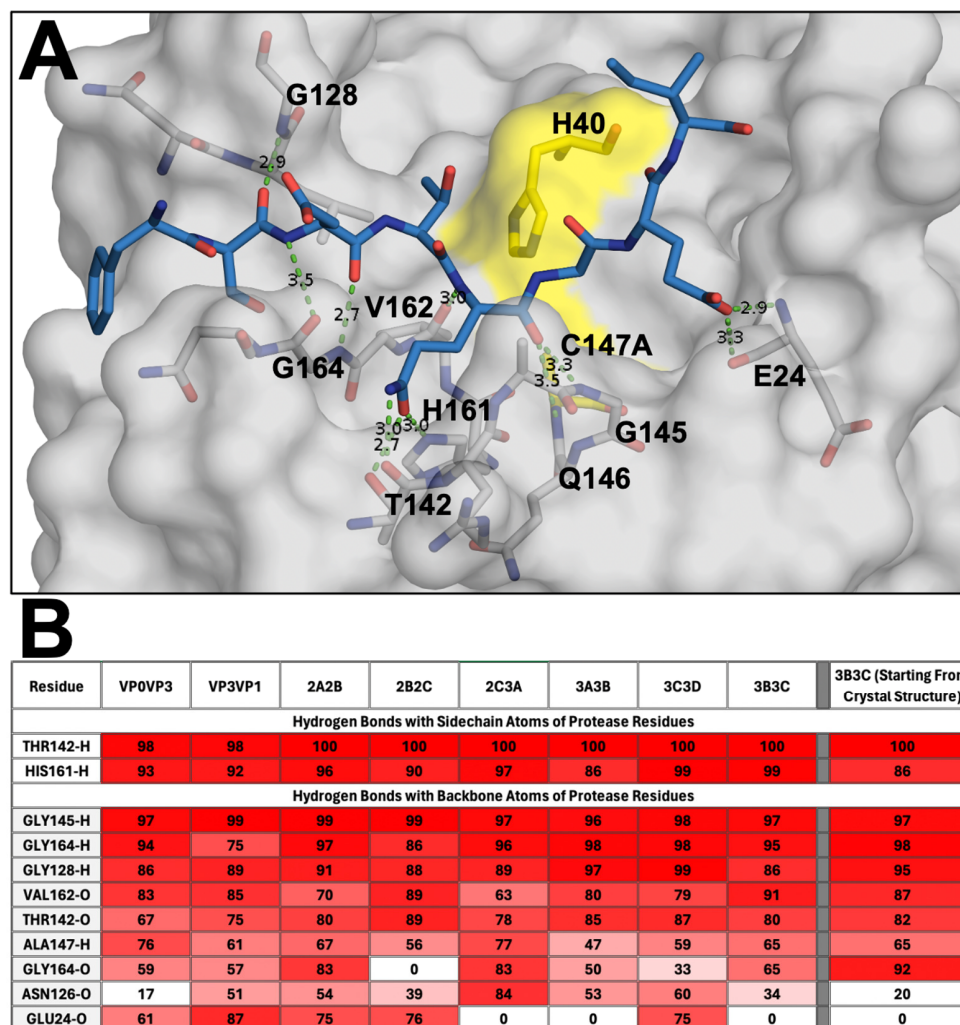 A
G128
H40
2.9
3.5
2.7
V162
3.0
G164
C147A
3.3
3.5
2.9
3.3
E24
H161
3.0
3.0
2.7
G145
T142
Q146
B
Residue VP0VP3 VP3VP1 2A2B 2B2C 2C3A 3A3B 3C3D 3B3C 3B3C (Starting From
Crystal Structure)
Hydrogen Bonds with Sidechain Atoms of Protease Residues
THR142-H 98 98 100 100 100 100 100 100 100
HIS161-H 93 92 96 90 97 86 99 99 86
Hydrogen Bonds with Backbone Atoms of Protease Residues
GLY145-H 97 99 99 99 97 96 98 97 97
GLY164-H 94 75 97 86 96 98 98 95 98
GLY128-H 86 89 91 88 89 97 99 86 95
VAL162-O 83 85 70 89 63 80 79 91 87
THR142-O 67 75 80 89 78 85 87 80 82
ALA147-H 76 61 67 56 77 47 59 65 65
GLY164-O 59 57 83 0 83 50 33 65 92
ASN126-O 17 51 54 39 84 53 60 34 20
GLU24-O 61 87 75 76 0 0 75 0 0